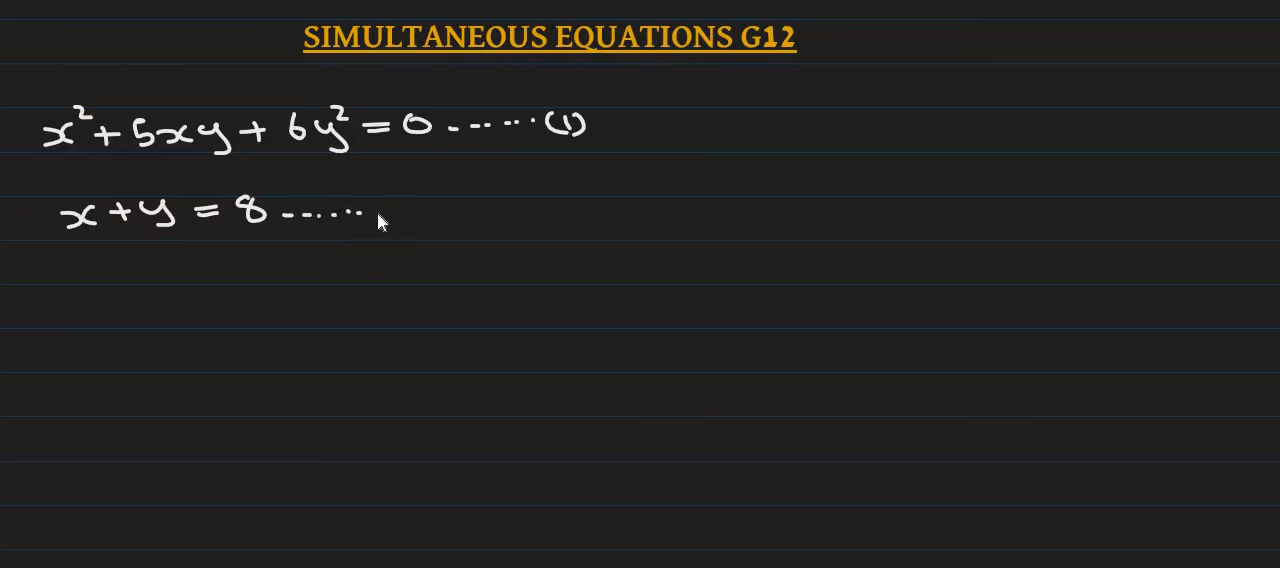 SIMULTANEOUS EQUATIONS G12
x² + 5xy + 6y² = 0 ------- (1)
x + y = 8 -------